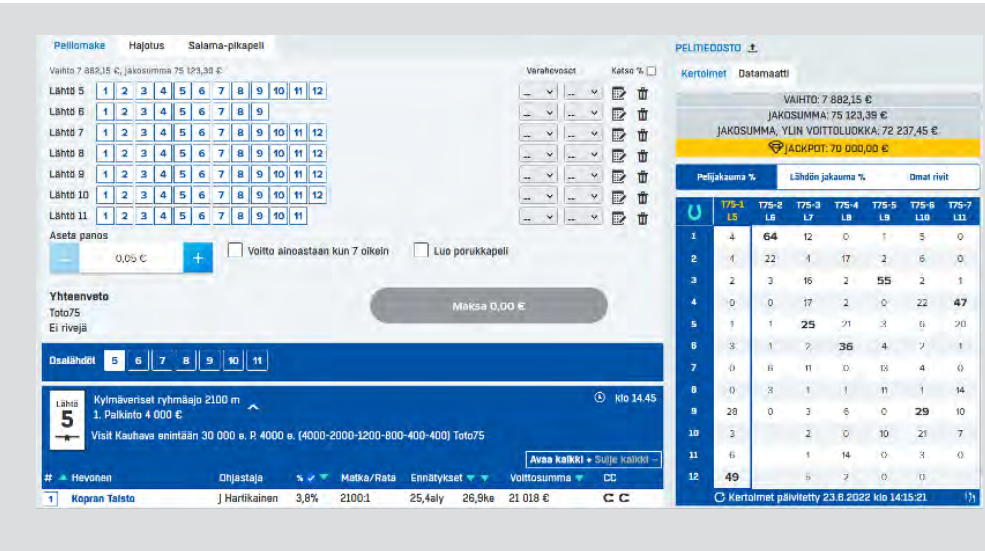 Pelilomake Hajotus Salama-pikapeli
Vaihto 7 882,15 €, jakosumma 75 123,39 € Varahevoset Katso %
Lähtö 5 1 2 3 4 5 6 7 8 9 10 11 12
Lähtö 6 1 2 3 4 5 6 7 8 9
Lähtö 7 1 2 3 4 5 6 7 8 9 10 11 12
Lähtö 8 1 2 3 4 5 6 7 8 9 10 11 12
Lähtö 9 1 2 3 4 5 6 7 8 9 10 11 12
Lähtö 10 1 2 3 4 5 6 7 8 9 10 11 12
Lähtö 11 1 2 3 4 5 6 7 8 9 10 11
Aseta panos
– 0,05 € +
Voitto ainoastaan kun 7 oikein Luo porukkapeli
Yhteenveto
Toto75
Ei rivejä
Maksa 0,00 €
Osalähdöt 5 6 7 8 9 10 11
Lähtö 5
Kylmäveriset ryhmäajo 2100 m klo 14.45
1. Palkinto 4 000 €
Visit Kauhava enintään 30 000 e. P. 4000 e. (4000-2000-1200-800-400-400) Toto75
Avaa kaikki + Sulje kaikki –
# Hevonen Ohjastaja % Matka/Rata Ennätykset Voittosumma CC
1 Kopran Taisto J Hartikainen 3,8% 2100:1 25,4aly 26,9ke 21 018 € C C
PELITIEDOSTO
Kertoimet Datamaatti
VAIHTO: 7 882,15 €
JAKOSUMMA: 75 123,39 €
JAKOSUMMA, YLIN VOITTOLUOKKA: 72 237,45 €
JACKPOT: 70 000,00 €
Pelijakauma % Lähdön jakauma % Omat rivit
T75-1 T75-2 T75-3 T75-4 T75-5 T75-6 T75-7
L5 L6 L7 L8 L9 L10 L11
1 4 64 12 0 1 5 0
2 4 22 4 17 2 6 0
3 2 3 16 2 55 2 1
4 0 0 17 2 0 22 47
5 1 1 25 21 3 6 20
6 3 1 2 36 4 2 1
7 0 6 11 0 13 4 0
8 0 3 1 1 11 1 14
9 28 0 3 6 0 29 10
10 3 2 0 10 21 7
11 6 1 14 0 3 0
12 49 6 2 0 0
Kertoimet päivitetty 23.6.2022 klo 14:15:21